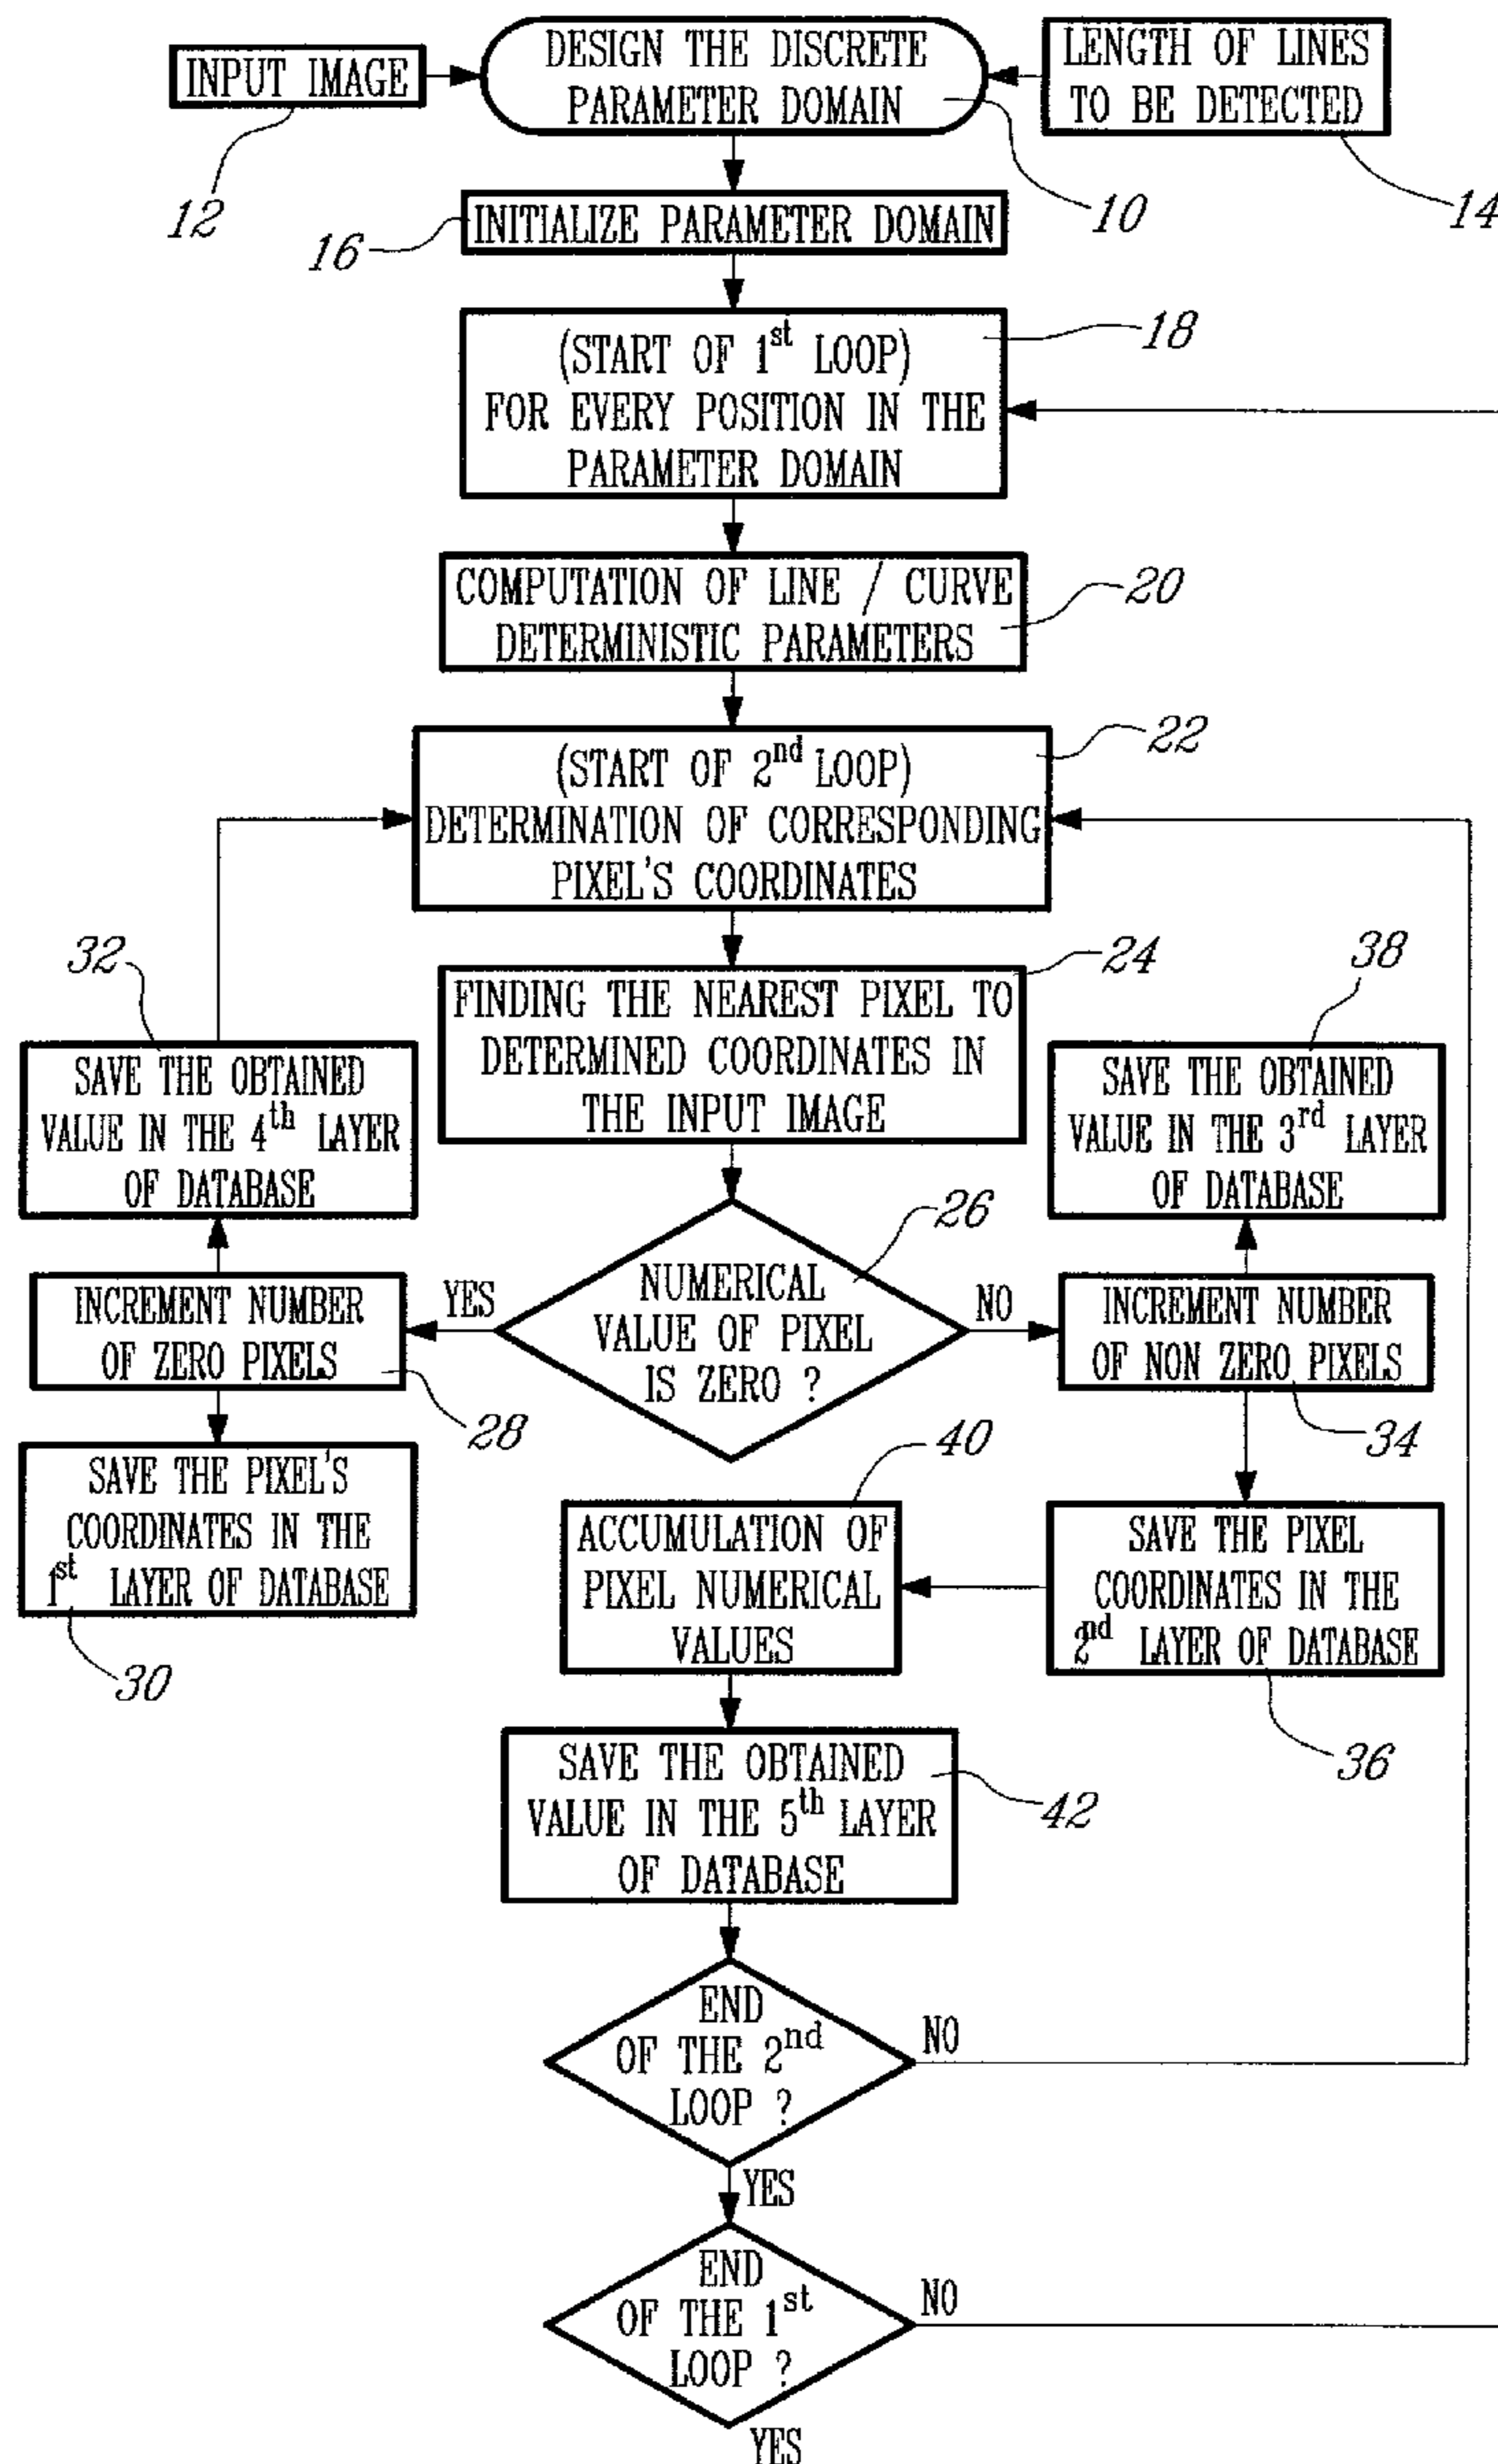 INPUT IMAGE
12
DESIGN THE DISCRETE
PARAMETER DOMAIN
10
LENGTH OF LINES
TO BE DETECTED
14
16
INITIALIZE PARAMETER DOMAIN
(START OF 1st LOOP)
FOR EVERY POSITION IN THE
PARAMETER DOMAIN
18
COMPUTATION OF LINE / CURVE
DETERMINISTIC PARAMETERS
20
(START OF 2nd LOOP)
DETERMINATION OF CORRESPONDING
PIXEL'S COORDINATES
22
FINDING THE NEAREST PIXEL TO
DETERMINED COORDINATES IN
THE INPUT IMAGE
24
32
SAVE THE OBTAINED
VALUE IN THE 4th LAYER
OF DATABASE
38
SAVE THE OBTAINED
VALUE IN THE 3rd LAYER
OF DATABASE
NUMERICAL
VALUE OF PIXEL
IS ZERO ?
26
YES
NO
INCREMENT NUMBER
OF ZERO PIXELS
28
INCREMENT NUMBER
OF NON ZERO PIXELS
34
SAVE THE PIXEL'S
COORDINATES IN THE
1st LAYER OF DATABASE
30
40
ACCUMULATION OF
PIXEL NUMERICAL
VALUES
SAVE THE PIXEL
COORDINATES IN THE
2nd LAYER OF DATABASE
36
SAVE THE OBTAINED
VALUE IN THE 5th LAYER
OF DATABASE
42
END
OF THE 2nd
LOOP ?
NO
YES
END
OF THE 1st
LOOP ?
NO
YES